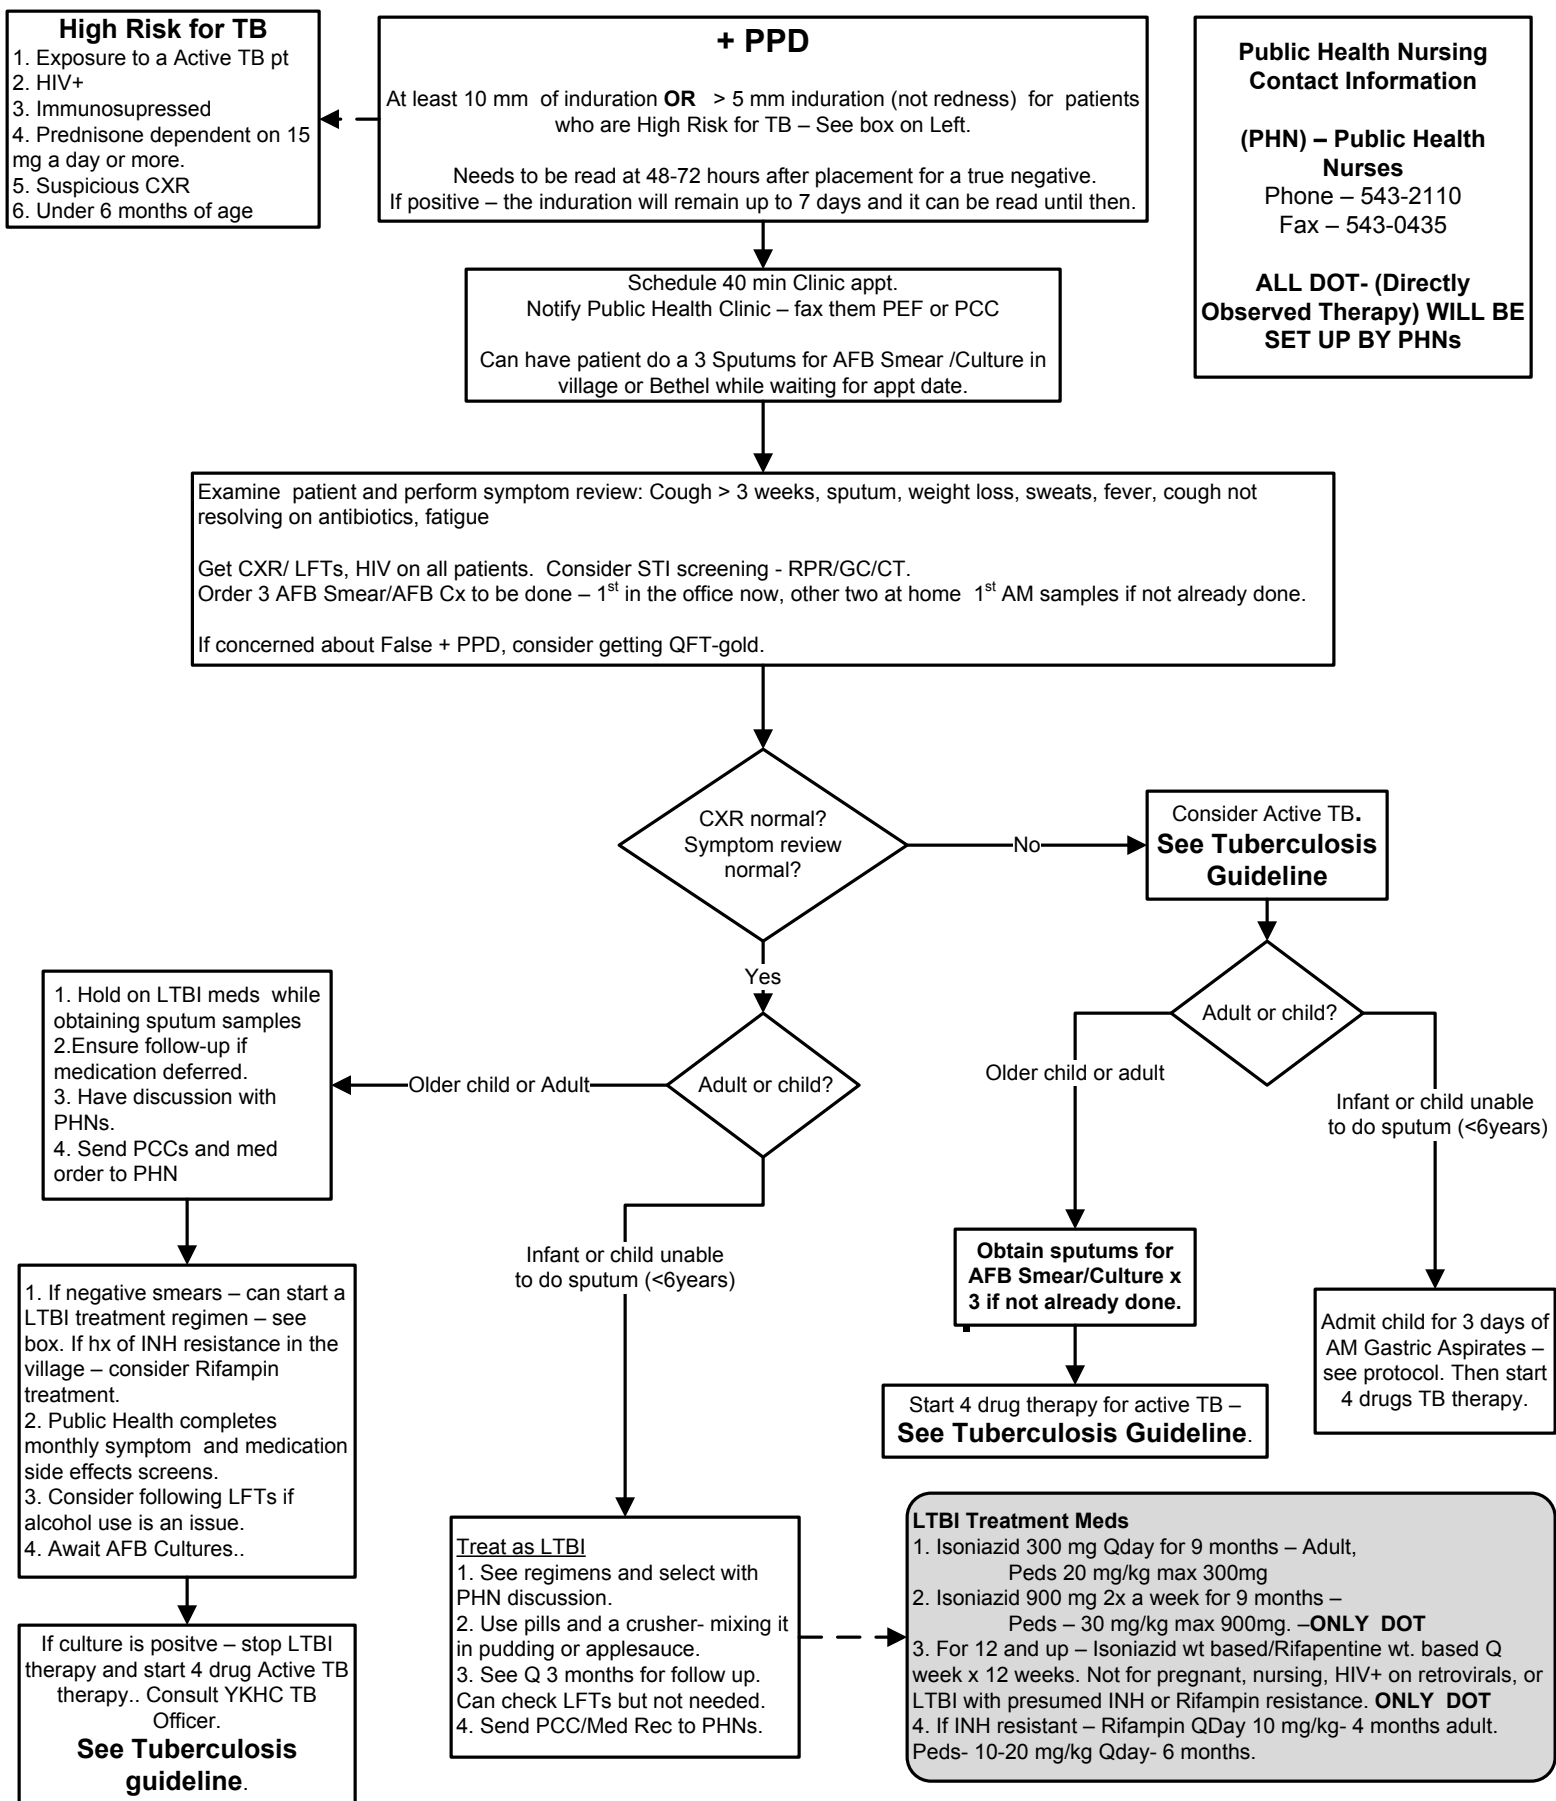 High Risk for TB
1. Exposure to a Active TB pt
2. HIV+
3. Immunosupressed
4. Prednisone dependent on 15
mg a day or more.
5. Suspicious CXR
6. Under 6 months of age
+ PPD
At least 10 mm of induration OR > 5 mm induration (not redness) for patients
who are High Risk for TB – See box on Left.
Needs to be read at 48-72 hours after placement for a true negative.
If positive – the induration will remain up to 7 days and it can be read until then.
Public Health Nursing
Contact Information
(PHN) – Public Health
Nurses
Phone – 543-2110
Fax – 543-0435
ALL DOT- (Directly
Observed Therapy) WILL BE
SET UP BY PHNs
Schedule 40 min Clinic appt.
Notify Public Health Clinic – fax them PEF or PCC
Can have patient do a 3 Sputums for AFB Smear /Culture in
village or Bethel while waiting for appt date.
Examine patient and perform symptom review: Cough > 3 weeks, sputum, weight loss, sweats, fever, cough not
resolving on antibiotics, fatigue
Get CXR/ LFTs, HIV on all patients. Consider STI screening - RPR/GC/CT.
Order 3 AFB Smear/AFB Cx to be done – 1st in the office now, other two at home 1st AM samples if not already done.
If concerned about False + PPD, consider getting QFT-gold.
CXR normal?
Symptom review
normal?
No
Consider Active TB.
See Tuberculosis
Guideline
Yes
Adult or child?
Older child or adult
Infant or child unable
to do sputum (<6years)
1. Hold on LTBI meds while
obtaining sputum samples
2.Ensure follow-up if
medication deferred.
3. Have discussion with
PHNs.
4. Send PCCs and med
order to PHN
Older child or Adult
Adult or child?
Infant or child unable
to do sputum (<6years)
Obtain sputums for
AFB Smear/Culture x
3 if not already done.
Start 4 drug therapy for active TB –
See Tuberculosis Guideline.
Admit child for 3 days of
AM Gastric Aspirates –
see protocol. Then start
4 drugs TB therapy.
1. If negative smears – can start a
LTBI treatment regimen – see
box. If hx of INH resistance in the
village – consider Rifampin
treatment.
2. Public Health completes
monthly symptom and medication
side effects screens.
3. Consider following LFTs if
alcohol use is an issue.
4. Await AFB Cultures..
If culture is positve – stop LTBI
therapy and start 4 drug Active TB
therapy.. Consult YKHC TB
Officer.
See Tuberculosis
guideline.
Treat as LTBI
1. See regimens and select with
PHN discussion.
2. Use pills and a crusher- mixing it
in pudding or applesauce.
3. See Q 3 months for follow up.
Can check LFTs but not needed.
4. Send PCC/Med Rec to PHNs.
LTBI Treatment Meds
1. Isoniazid 300 mg Qday for 9 months – Adult,
Peds 20 mg/kg max 300mg
2. Isoniazid 900 mg 2x a week for 9 months –
Peds – 30 mg/kg max 900mg. –ONLY DOT
3. For 12 and up – Isoniazid wt based/Rifapentine wt. based Q
week x 12 weeks. Not for pregnant, nursing, HIV+ on retrovirals, or
LTBI with presumed INH or Rifampin resistance. ONLY DOT
4. If INH resistant – Rifampin QDay 10 mg/kg- 4 months adult.
Peds- 10-20 mg/kg Qday- 6 months.